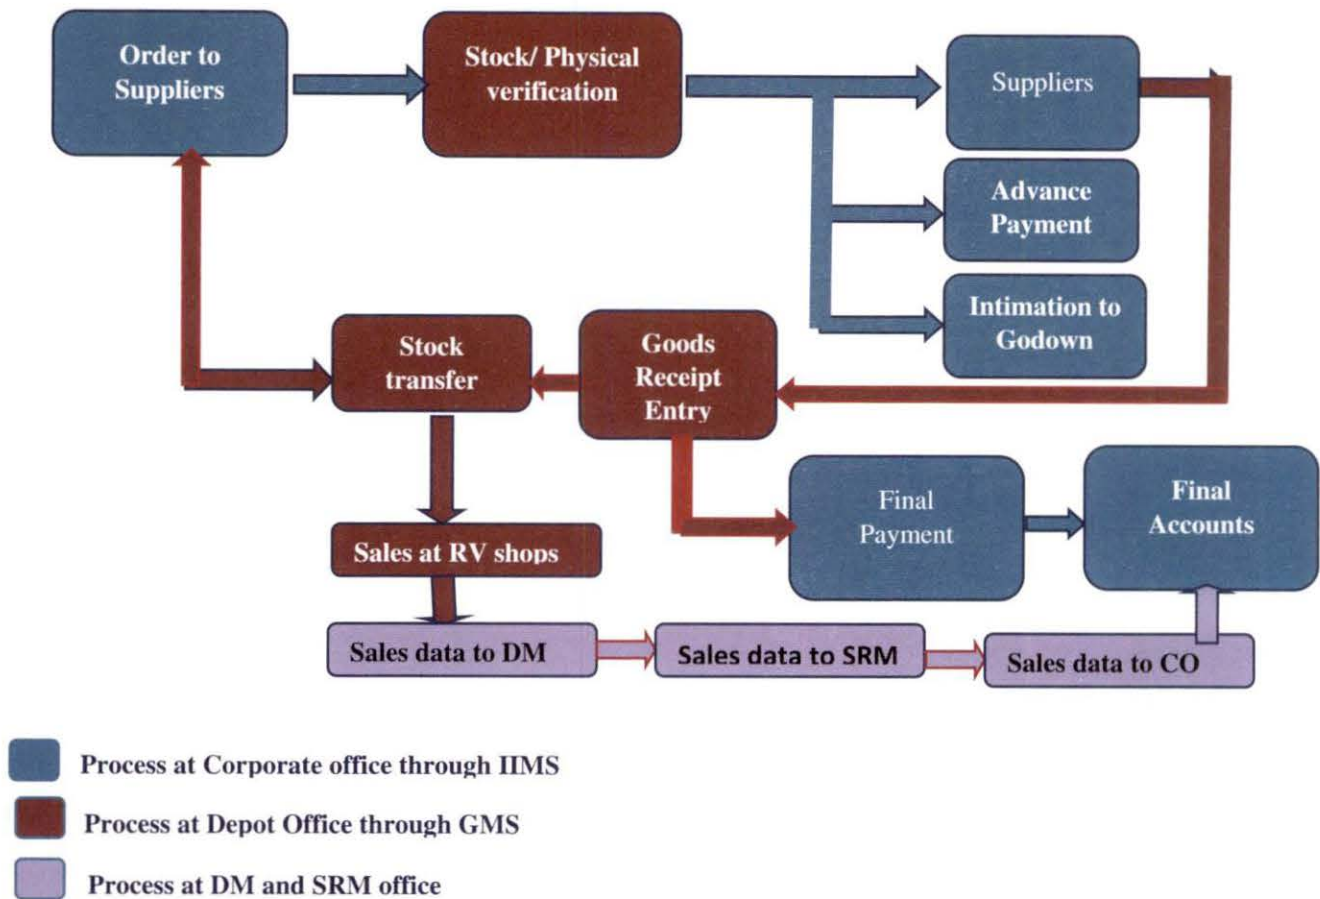 Order to
Suppliers
Stock/ Physical
verification
Suppliers
Advance
Payment
Intimation to
Godown
Stock
transfer
Goods
Receipt
Entry
Final
Payment
Final
Accounts
Sales at RV shops
Sales data to DM
Sales data to SRM
Sales data to CO
Process at Corporate office through IIMS
Process at Depot Office through GMS
Process at DM and SRM office